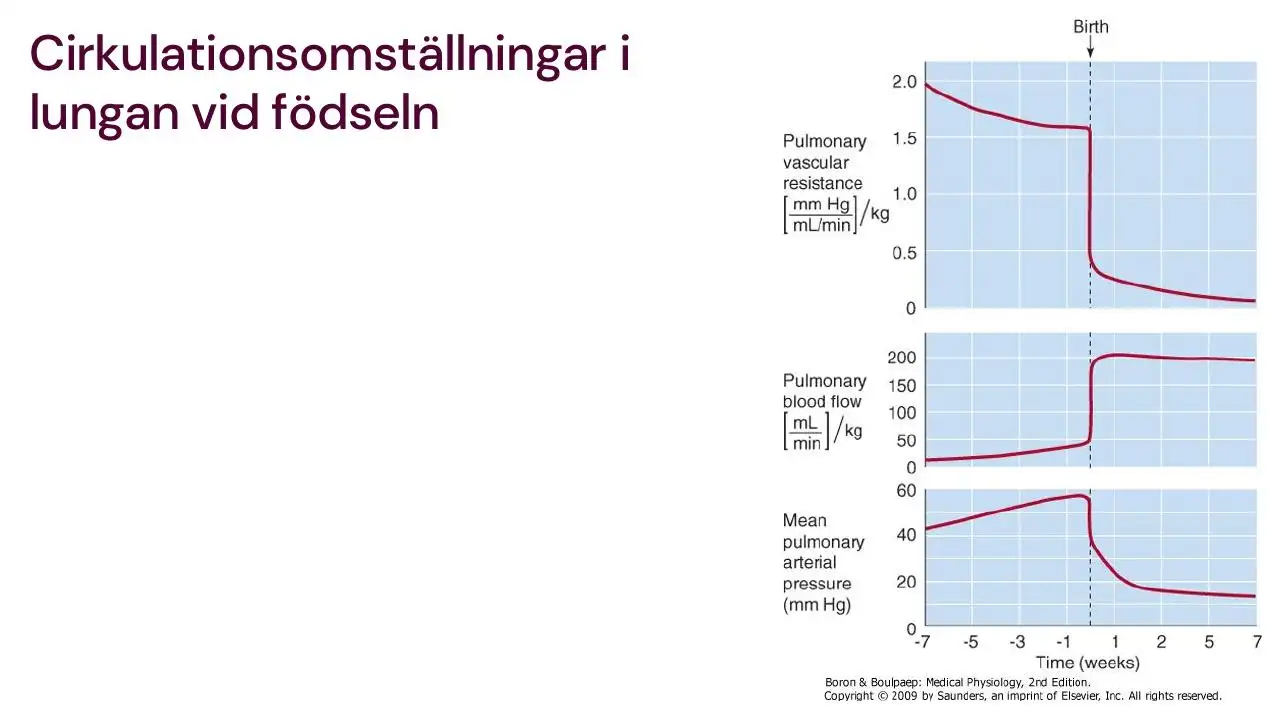 Cirkulationsomställningar i
lungan vid födseln
Birth
Pulmonary
vascular
resistance
[mm Hg
mL/min]/kg
2.0
1.5
1.0
0.5
0
Pulmonary
blood flow
[mL
min]/kg
200
150
100
50
0
Mean
pulmonary
arterial
pressure
(mm Hg)
60
40
20
0
-7 -5 -3 -1 1 2 5 7
Time (weeks)
Boron & Boulpaep: Medical Physiology, 2nd Edition.
Copyright © 2009 by Saunders, an imprint of Elsevier, Inc. All rights reserved.